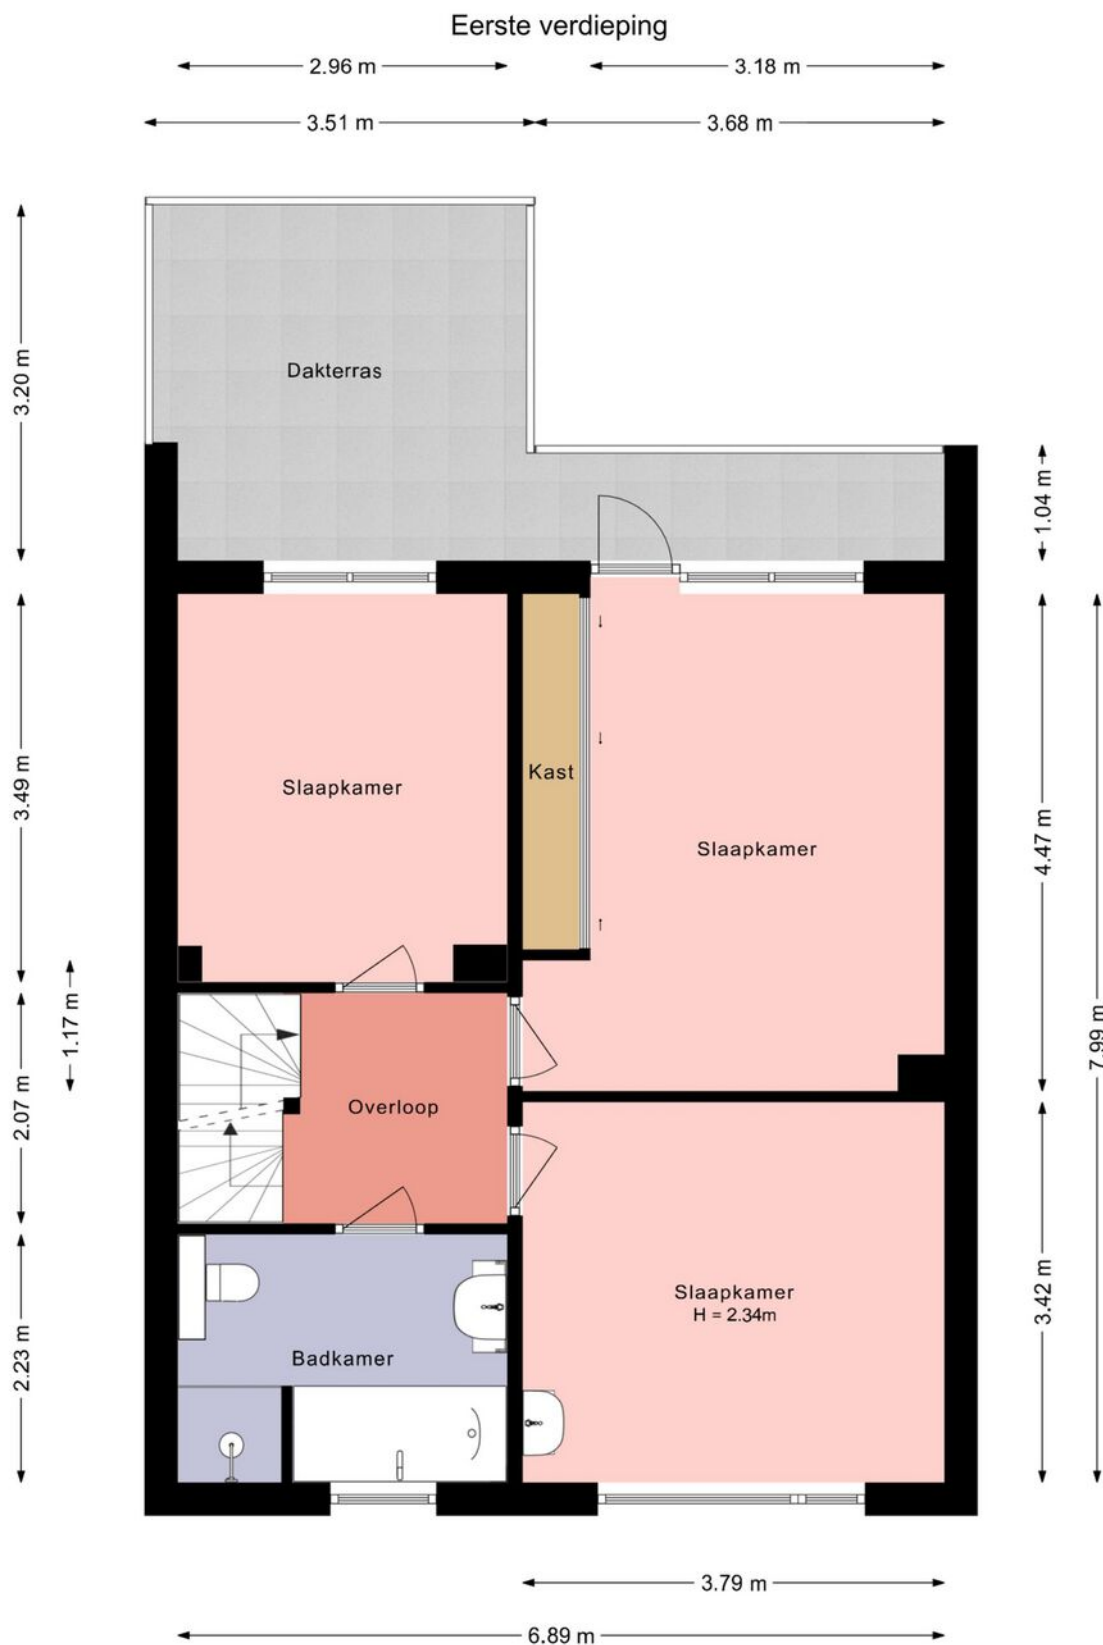 Eerste verdieping
2.96 m
3.18 m
3.51 m
3.68 m
3.20 m
Dakterras
1.04 m
3.49 m
Slaapkamer
Kast
Slaapkamer
4.47 m
1.17 m
7.99 m
2.07 m
Overloop
Slaapkamer
H = 2.34m
3.42 m
2.23 m
Badkamer
3.79 m
6.89 m